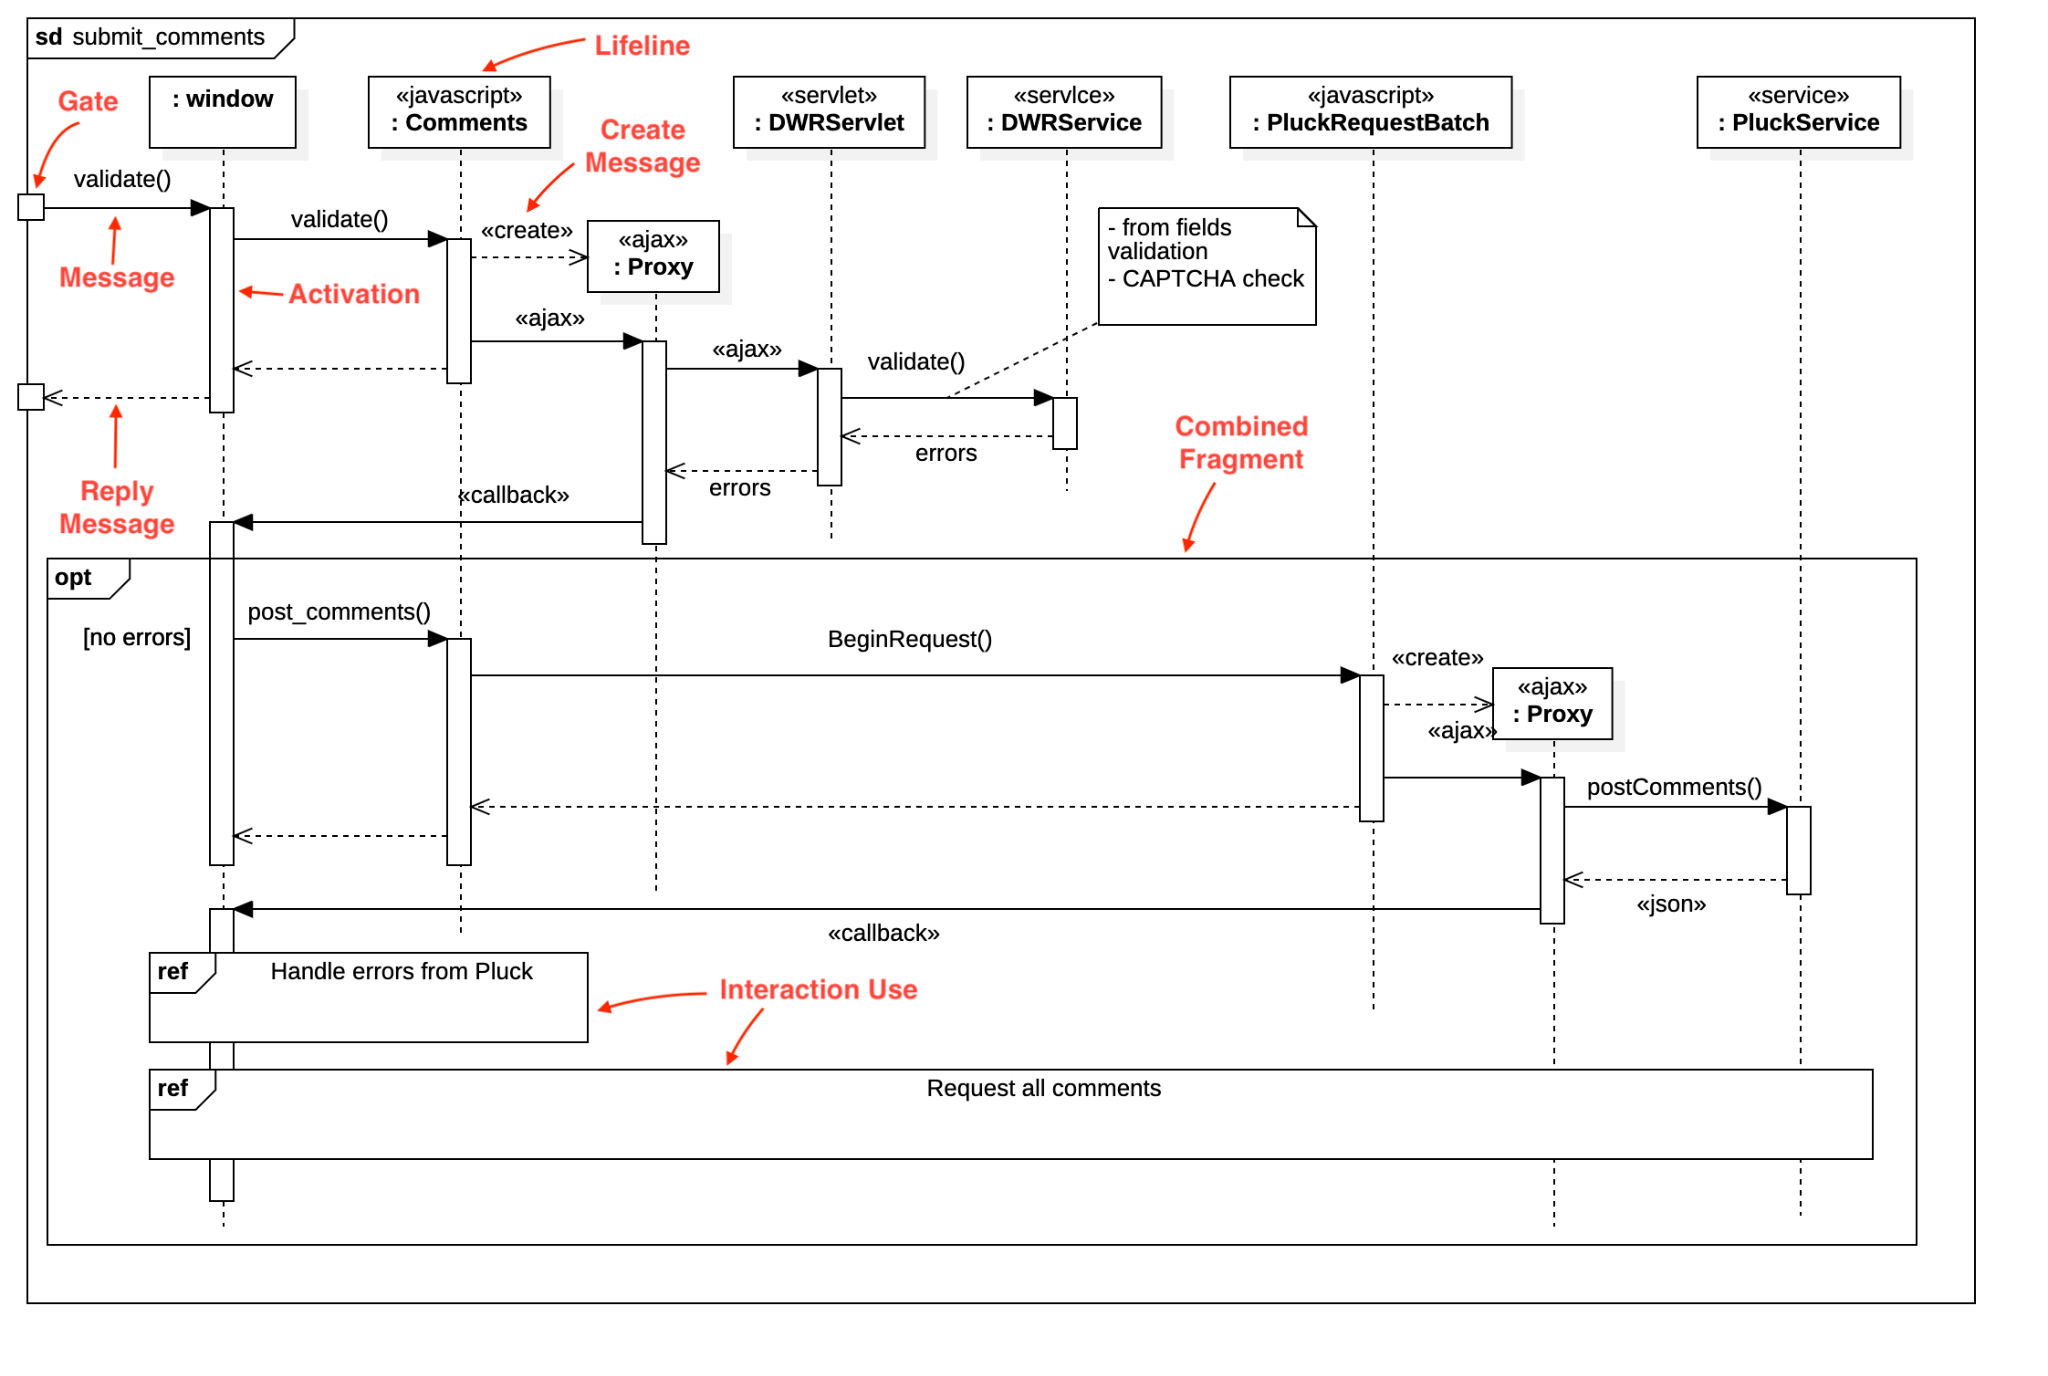 sd submit_comments
Lifeline
Gate
: window
«javascript»
: Comments
Create
Message
«servlet»
: DWRServlet
«servlce»
: DWRService
«javascript»
: PluckRequestBatch
«service»
: PluckService
validate()
validate()
«create»
«ajax»
: Proxy
- from fields
validation
- CAPTCHA check
Message
Activation
«ajax»
«ajax»
validate()
errors
errors
Reply
Message
«callback»
Combined
Fragment
opt
[no errors]
post_comments()
BeginRequest()
«create»
«ajax»
: Proxy
«ajax»
postComments()
«json»
«callback»
ref
Handle errors from Pluck
Interaction Use
ref
Request all comments